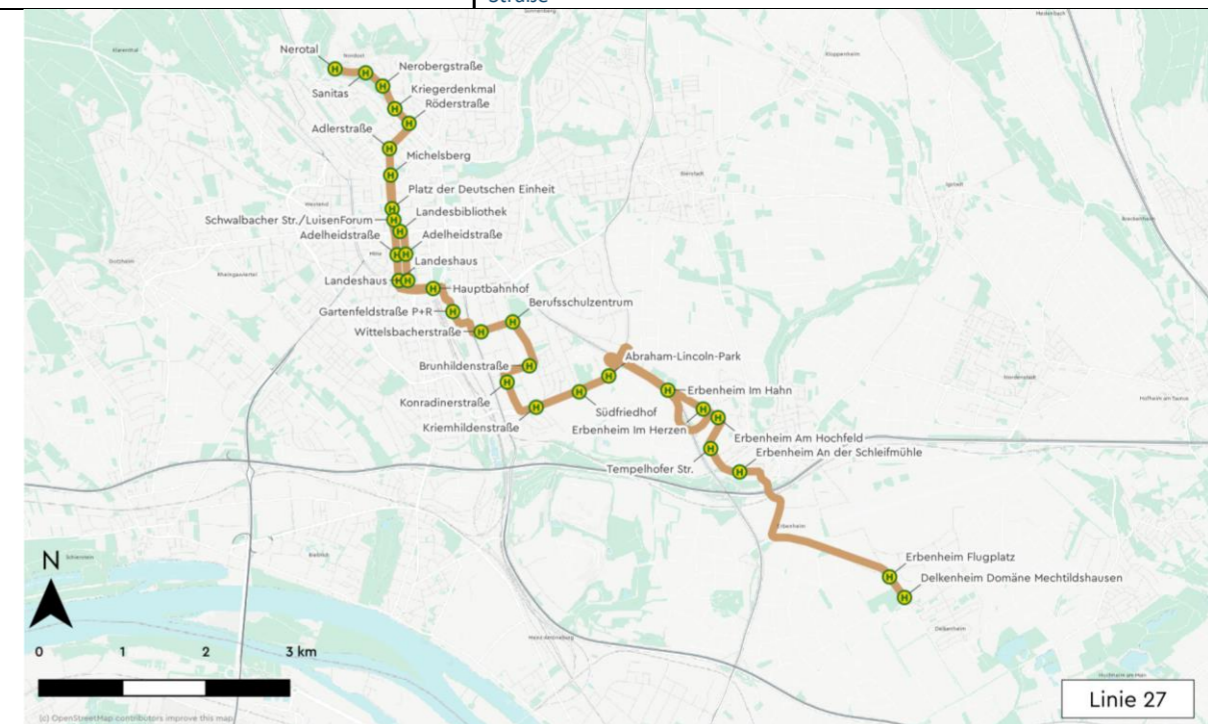 Straße
Nerotal
Nerobergstraße
Sanitas
Kriegerdenkmal
Röderstraße
Adlerstraße
Michelsberg
Platz der Deutschen Einheit
Schwalbacher Str./LuisenForum
Landesbibliothek
Adelheidstraße
Adelheidstraße
Landeshaus
Landeshaus
Hauptbahnhof
Gartenfeldstraße P+R
Berufsschulzentrum
Wittelsbacherstraße
Abraham-Lincoln-Park
Brunhildenstraße
Erbenheim Im Hahn
Konradinerstraße
Südfriedhof
Kriemhildenstraße
Erbenheim Im Herzen
Erbenheim Am Hochfeld
Erbenheim An der Schleifmühle
Tempelhofer Str.
Erbenheim
Erbenheim Flugplatz
Delkenheim Domäne Mechtildshausen
Delkenheim
N
0 1 2 3 km
Linie 27
(c) OpenStreetMap contributors improve this map